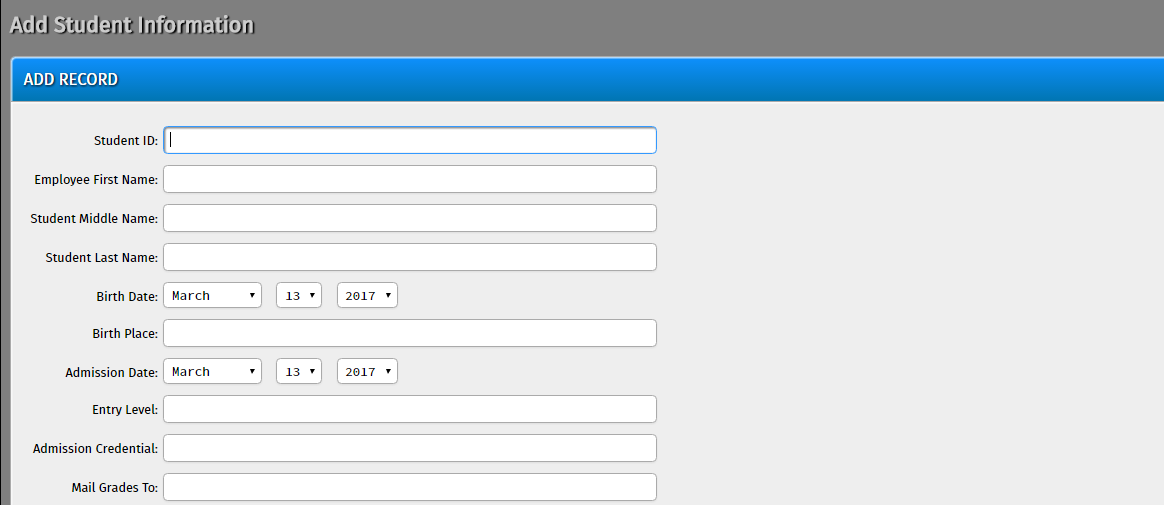 Add Student Information
ADD RECORD
Student ID:
Employee First Name:
Student Middle Name:
Student Last Name:
Birth Date: March 13 2017
Birth Place:
Admission Date: March 13 2017
Entry Level:
Admission Credential:
Mail Grades To: